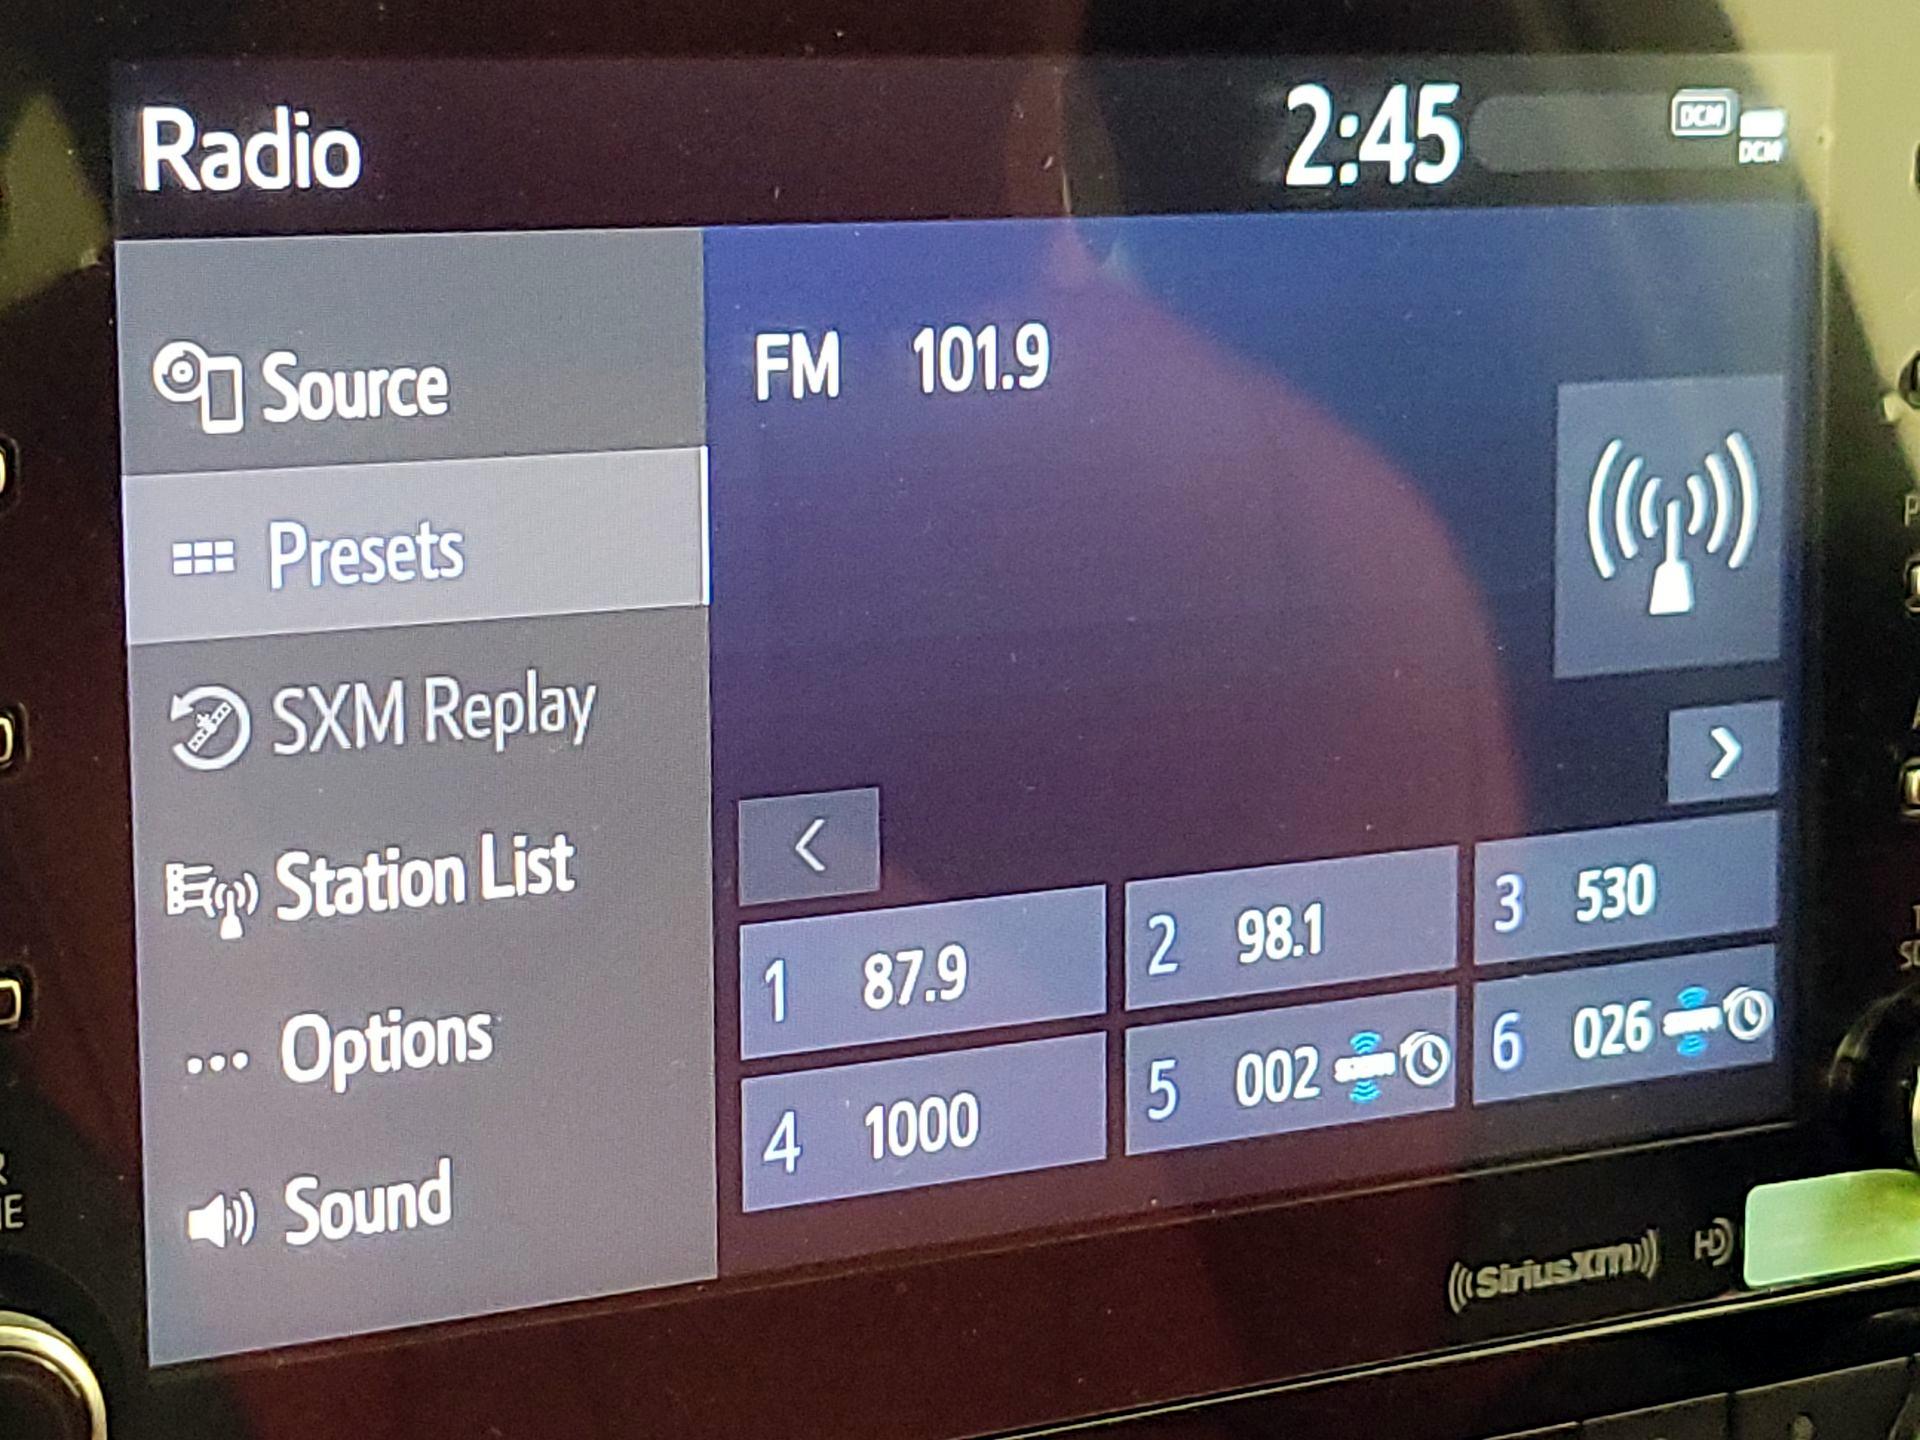 Radio
2:45
DCM
DCM
Source
Presets
SXM Replay
Station List
Options
Sound
FM 101.9
1 87.9
2 98.1
3 530
4 1000
5 002
6 026
SiriusXM
HD